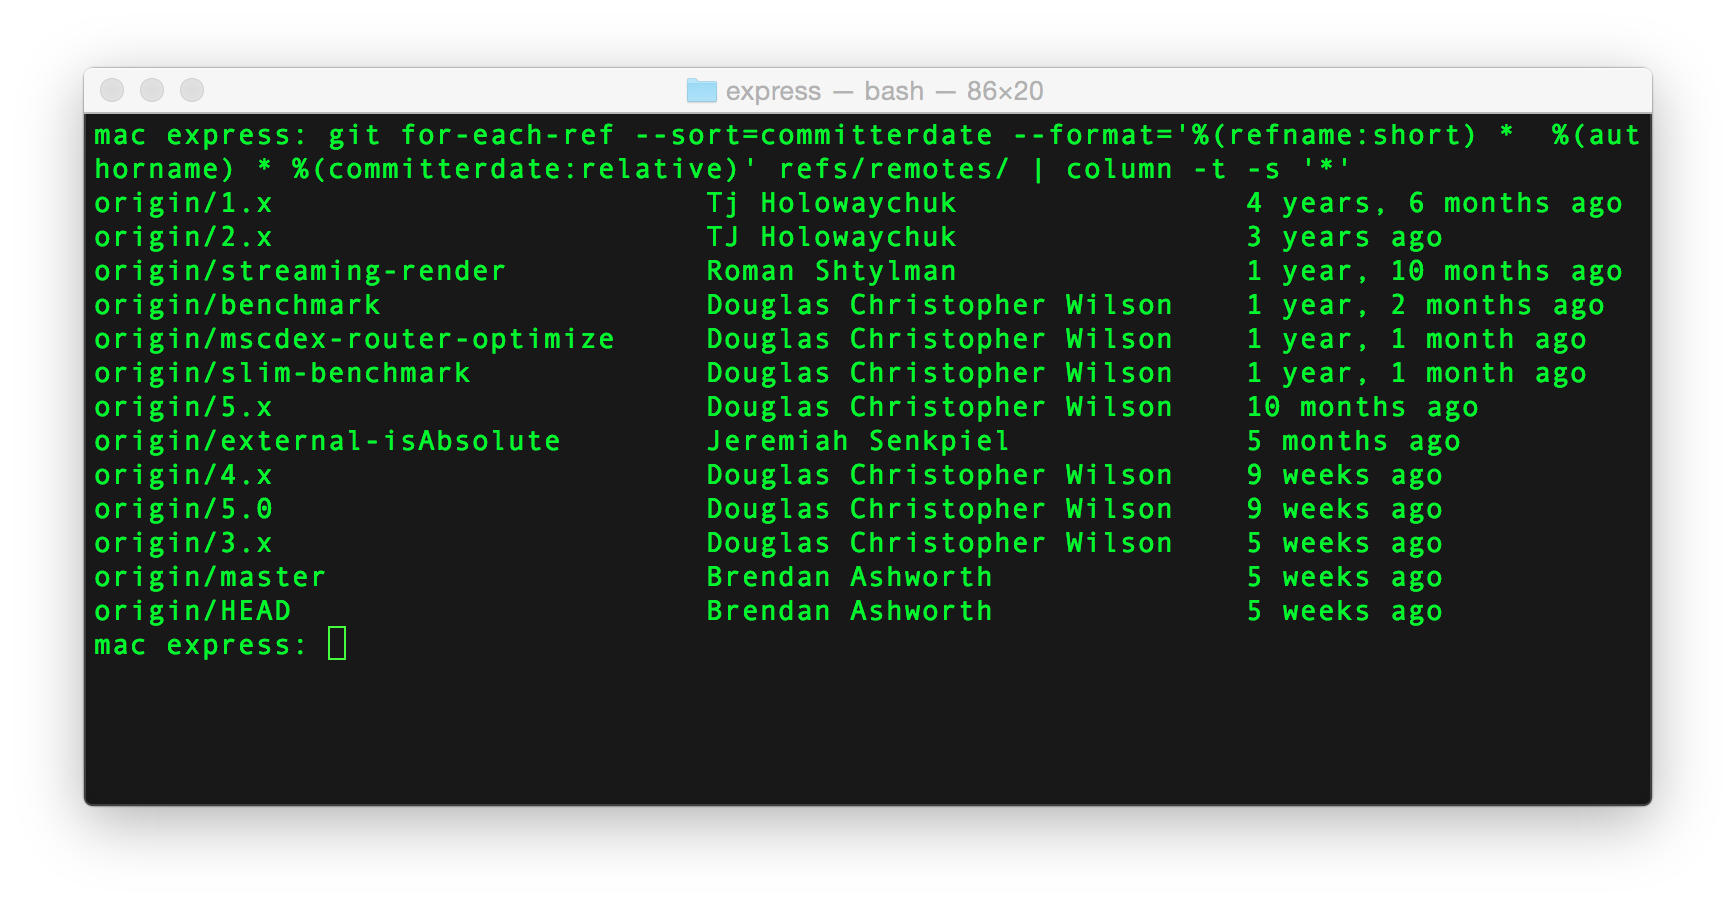 express — bash — 86×20
mac express: git for-each-ref --sort=committerdate --format='%(refname:short) *  %(aut
horname) * %(committerdate:relative)' refs/remotes/ | column -t -s '*'
origin/1.x                        Tj Holowaychuk                4 years, 6 months ago
origin/2.x                        TJ Holowaychuk                3 years ago
origin/streaming-render           Roman Shtylman                1 year, 10 months ago
origin/benchmark                  Douglas Christopher Wilson    1 year, 2 months ago
origin/mscdex-router-optimize     Douglas Christopher Wilson    1 year, 1 month ago
origin/slim-benchmark             Douglas Christopher Wilson    1 year, 1 month ago
origin/5.x                        Douglas Christopher Wilson    10 months ago
origin/external-isAbsolute        Jeremiah Senkpiel             5 months ago
origin/4.x                        Douglas Christopher Wilson    9 weeks ago
origin/5.0                        Douglas Christopher Wilson    9 weeks ago
origin/3.x                        Douglas Christopher Wilson    5 weeks ago
origin/master                     Brendan Ashworth              5 weeks ago
origin/HEAD                       Brendan Ashworth              5 weeks ago
mac express: